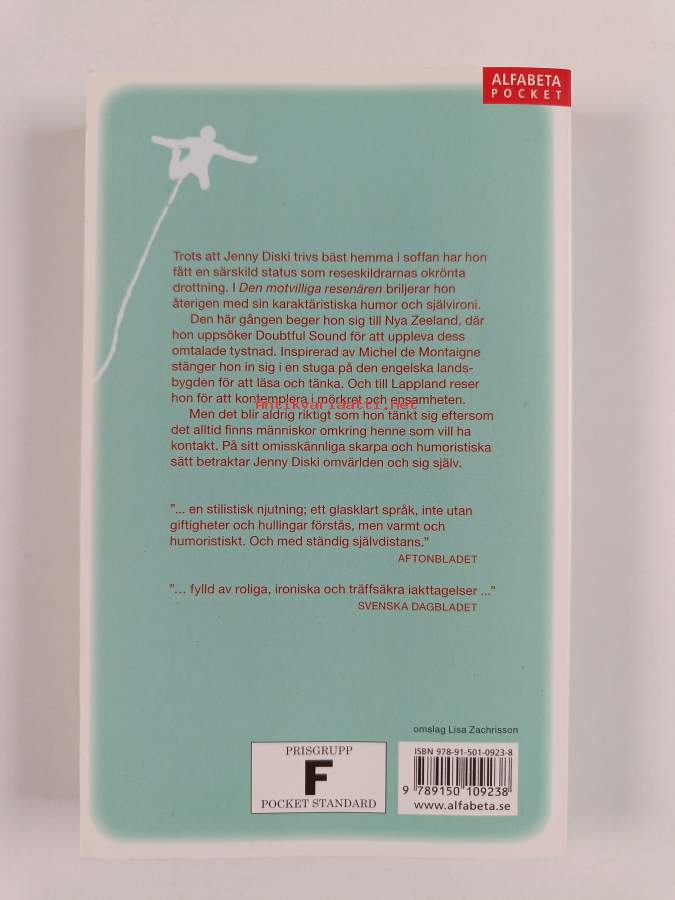 ALFABETA
POCKET
Trots att Jenny Diski trivs bäst hemma i soffan har hon
fått en särskild status som reseskildrarnas okrönta
drottning. I Den motvilliga resenären briljerar hon
återigen med sin karaktäristiska humor och självironi.
Den här gången beger hon sig till Nya Zeeland, där
hon uppsöker Doubtful Sound för att uppleva dess
omtalade tystnad. Inspirerad av Michel de Montaigne
stänger hon in sig i en stuga på den engelska lands-
bygden för att läsa och tänka. Och till Lappland reser
hon för att kontemplera i mörkret och ensamheten.
Antikvariaatti.net
Men det blir aldrig riktigt som hon tänkt sig eftersom
det alltid finns människor omkring henne som vill ha
kontakt. På sitt omisskännliga skarpa och humoristiska
sätt betraktar Jenny Diski omvärlden och sig själv.
"... en stilistisk njutning; ett glasklart språk, inte utan
giftigheter och hullingar förstås, men varmt och
humoristiskt. Och med ständig självdistans."
AFTONBLADET
"... fylld av roliga, ironiska och träffsäkra iakttagelser ..."
SVENSKA DAGBLADET
omslag Lisa Zachrisson
PRISGRUPP
F
POCKET STANDARD
ISBN 978-91-501-0923-8
9 789150 109238
www.alfabeta.se